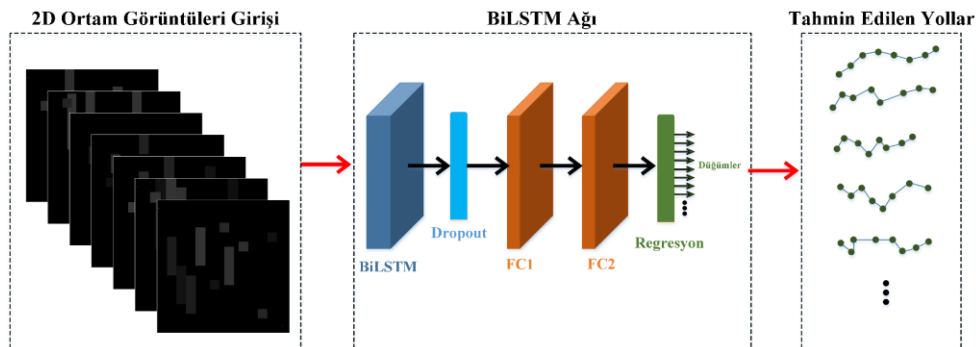 2D Ortam Görüntüleri Girişi
BiLSTM Ağı
Tahmin Edilen Yollar
Düğümler
Dropout
Regresyon
BiLSTM
FC1
FC2